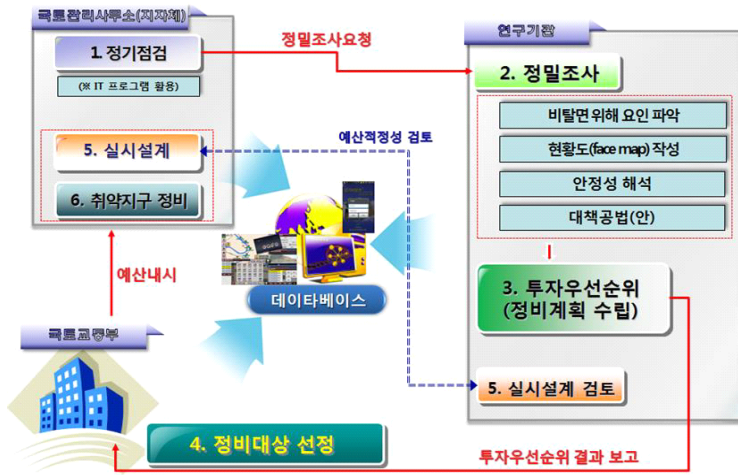 국토관리사무소(지자체)
연구기관
1. 정기점검
(※ IT 프로그램 활용)
정밀조사요청
2. 정밀조사
비탈면 위해 요인 파악
현황도(face map) 작성
안정성 해석
대책공법(안)
5. 실시설계
예산적정성 검토
6. 취약지구 정비
데이타베이스
예산내시
3. 투자우선순위
(정비계획 수립)
국토교통부
5. 실시설계 검토
4. 정비대상 선정
투자우선순위 결과 보고